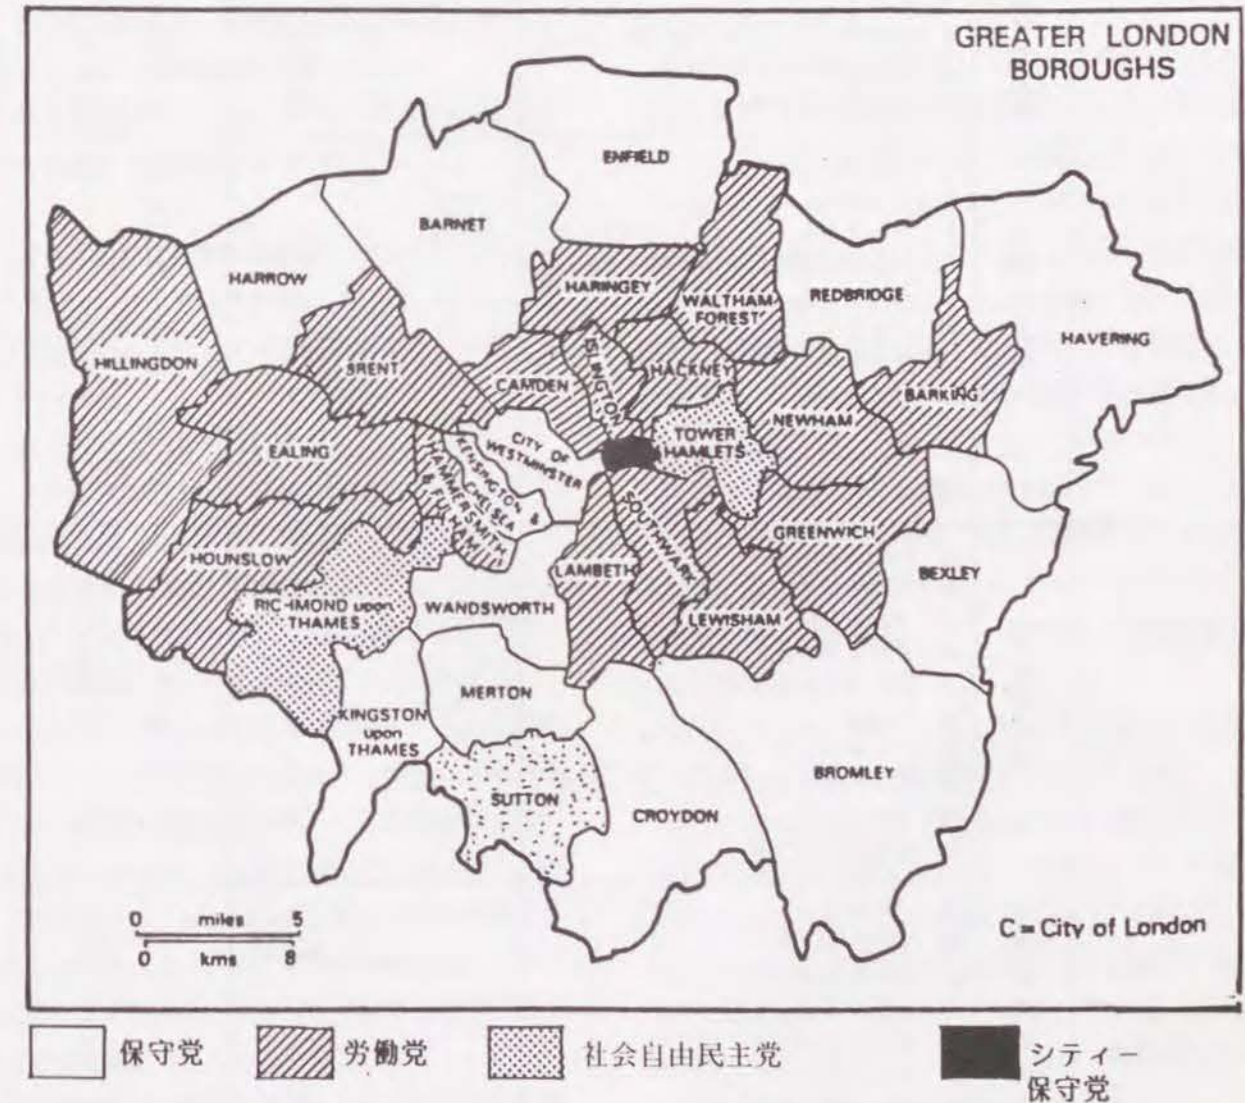 GREATER LONDON
BOROUGHS
ENFIELD
BARNET
HARROW
HARINGEY
WALTHAM
FOREST
REDBRIDGE
HAVERING
HILLINGDON
BRENT
CAMDEN
ISLINGTON
HACKNEY
BARKING
NEWHAM
EALING
TOWER
HAMLETS
CITY OF
WESTMINSTER
KENSINGTON &
CHELSEA
HAMMERSMITH
& FULHAM
SOUTHWARK
GREENWICH
HOUNSLOW
LAMBETH
BEXLEY
RICHMOND upon
THAMES
WANDSWORTH
LEWISHAM
MERTON
KINGSTON
upon
THAMES
SUTTON
CROYDON
BROMLEY
0 miles 5
0 kms 8
C = City of London
保守党
労働党
社会自由民主党
シティー
保守党